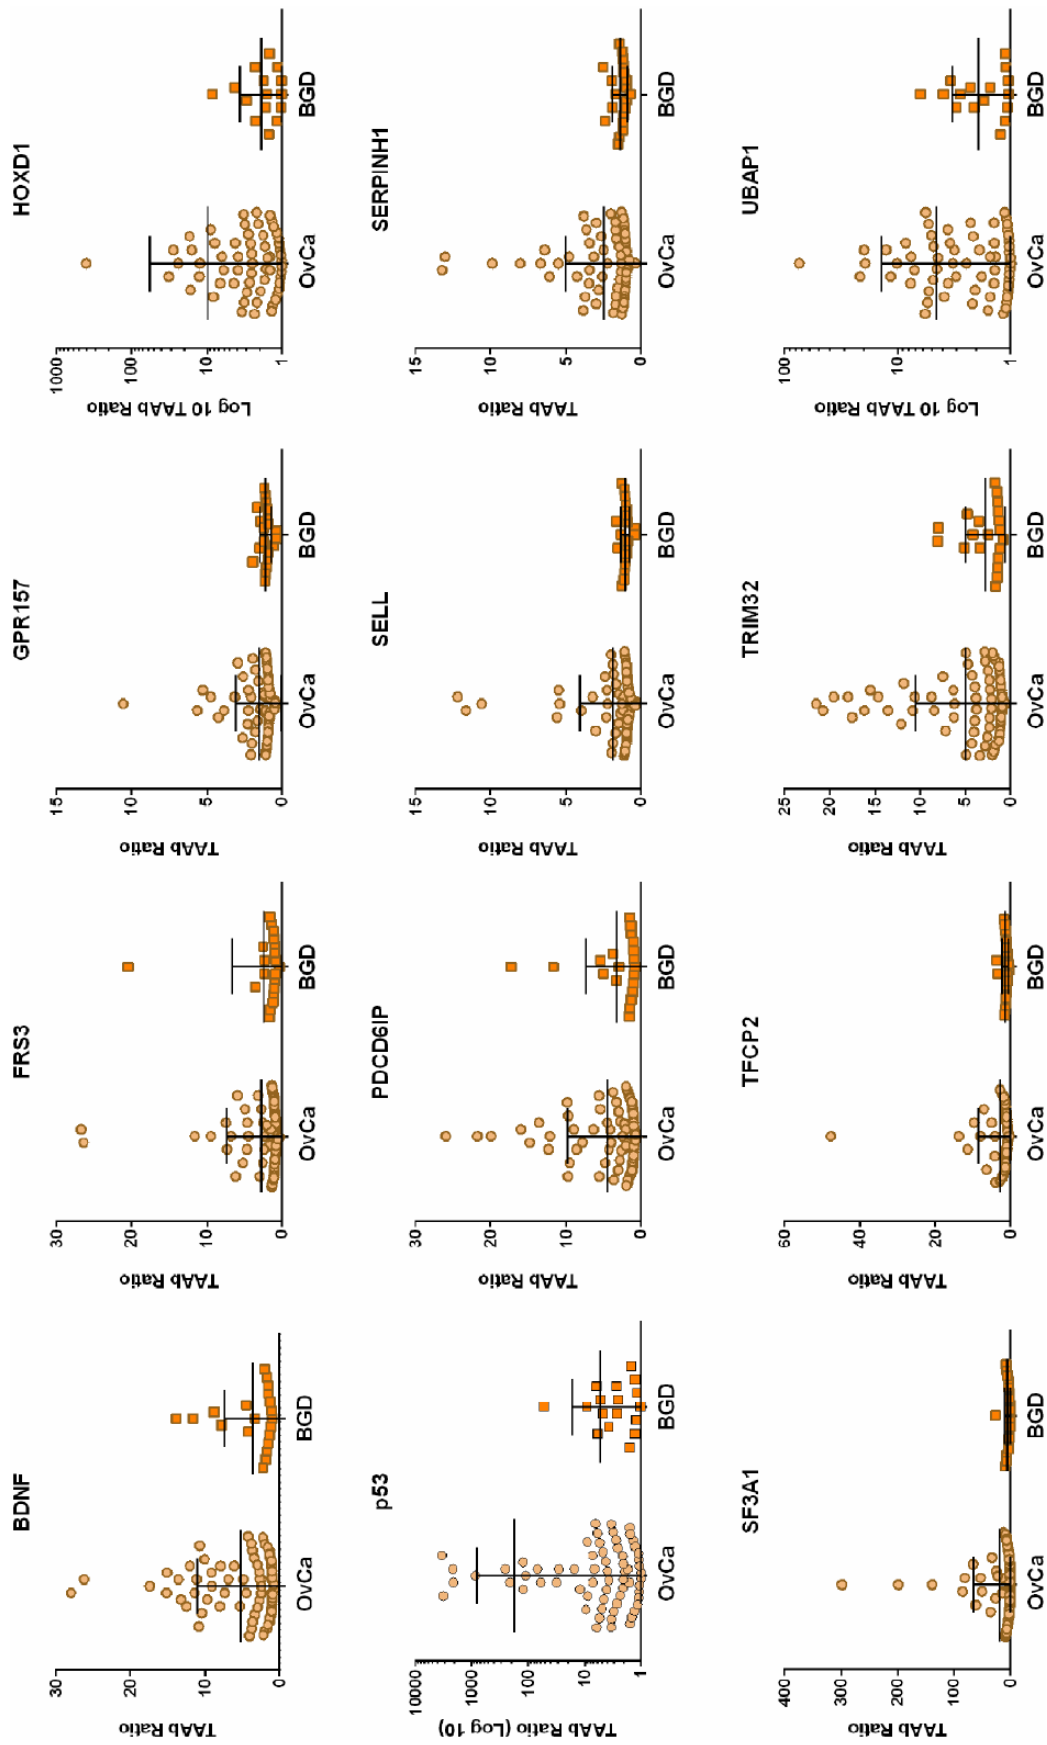 BDNF
TAAb Ratio
30
20
10
0
OvCa BGD
FRS3
TAAb Ratio
30
20
10
0
OvCa BGD
GPR157
TAAb Ratio
15
10
5
0
OvCa BGD
HOXD1
Log 10 TAAb Ratio
1000
100
10
1
OvCa BGD
p53
TAAb Ratio (Log 10)
10000
1000
100
10
1
OvCa BGD
PDCD6IP
TAAb Ratio
30
20
10
0
OvCa BGD
SELL
TAAb Ratio
15
10
5
0
OvCa BGD
SERPINH1
TAAb Ratio
15
10
5
0
OvCa BGD
SF3A1
TAAb Ratio
400
300
200
100
0
OvCa BGD
TFCP2
TAAb Ratio
60
40
20
0
OvCa BGD
TRIM32
TAAb Ratio
25
20
15
10
5
0
OvCa BGD
UBAP1
Log 10 TAAb Ratio
100
10
1
OvCa BGD